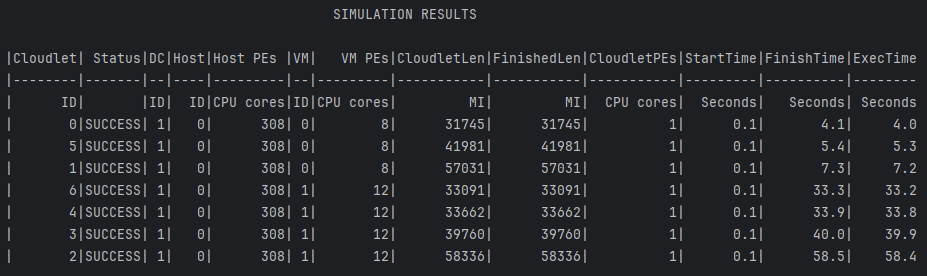 SIMULATION RESULTS
|Cloudlet| Status|DC|Host|Host PEs |VM| VM PEs|CloudletLen|FinishedLen|CloudletPEs|StartTime|FinishTime|ExecTime
|--------|-------|--|----|---------|--|---------|-----------|-----------|-----------|---------|----------|--------
| ID| |ID| ID|CPU cores|ID|CPU cores| MI| MI| CPU cores| Seconds| Seconds| Seconds
| 0|SUCCESS| 1| 0| 308| 0| 8| 31745| 31745| 1| 0.1| 4.1| 4.0
| 5|SUCCESS| 1| 0| 308| 0| 8| 41981| 41981| 1| 0.1| 5.4| 5.3
| 1|SUCCESS| 1| 0| 308| 0| 8| 57031| 57031| 1| 0.1| 7.3| 7.2
| 6|SUCCESS| 1| 0| 308| 1| 12| 33091| 33091| 1| 0.1| 33.3| 33.2
| 4|SUCCESS| 1| 0| 308| 1| 12| 33662| 33662| 1| 0.1| 33.9| 33.8
| 3|SUCCESS| 1| 0| 308| 1| 12| 39760| 39760| 1| 0.1| 40.0| 39.9
| 2|SUCCESS| 1| 0| 308| 1| 12| 58336| 58336| 1| 0.1| 58.5| 58.4